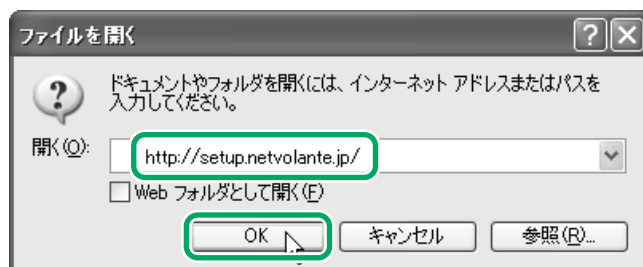 ファイルを開く
ドキュメントやフォルダを開くには、インターネット アドレスまたはパスを
入力してください。
開く(O):
http://setup.netvolante.jp/
Web フォルダとして開く(F)
OK キャンセル 参照(R)...